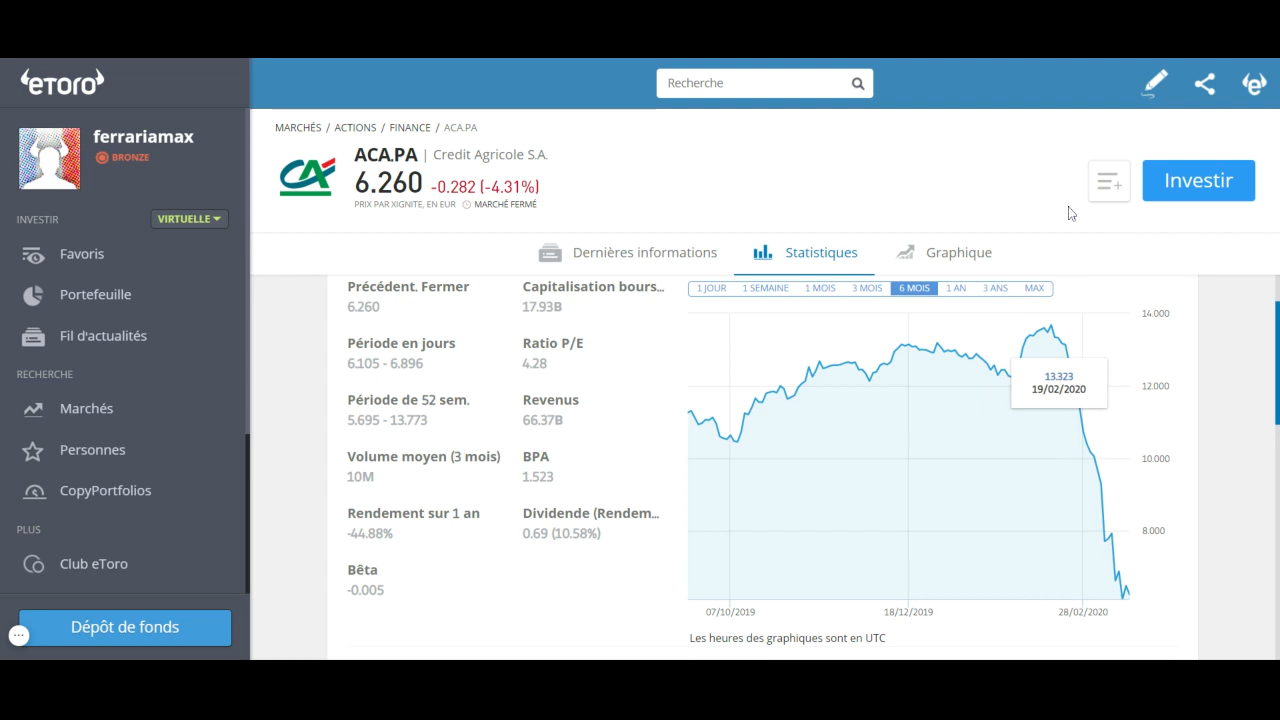 eToro
Recherche
ferrariamax
BRONZE
INVESTIR
VIRTUELLE
Favoris
Portefeuille
Fil d'actualités
RECHERCHE
Marchés
Personnes
CopyPortfolios
PLUS
Club eToro
Dépôt de fonds
MARCHÉS / ACTIONS / FINANCE / ACA.PA
ACA.PA | Credit Agricole S.A.
6.260 -0.282 (-4.31%)
PRIX PAR XIGNITE, EN EUR MARCHÉ FERMÉ
Investir
Dernières informations
Statistiques
Graphique
Précédent. Fermer
6.260
Capitalisation bours...
17.93B
Période en jours
6.105 - 6.896
Ratio P/E
4.28
Période de 52 sem.
5.695 - 13.773
Revenus
66.37B
Volume moyen (3 mois)
10M
BPA
1.523
Rendement sur 1 an
-44.88%
Dividende (Rendem...
0.69 (10.58%)
Bêta
-0.005
1 JOUR 1 SEMAINE 1 MOIS 3 MOIS 6 MOIS 1 AN 3 ANS MAX
14.000
12.000
10.000
8.000
13.323
19/02/2020
07/10/2019 18/12/2019 28/02/2020
Les heures des graphiques sont en UTC